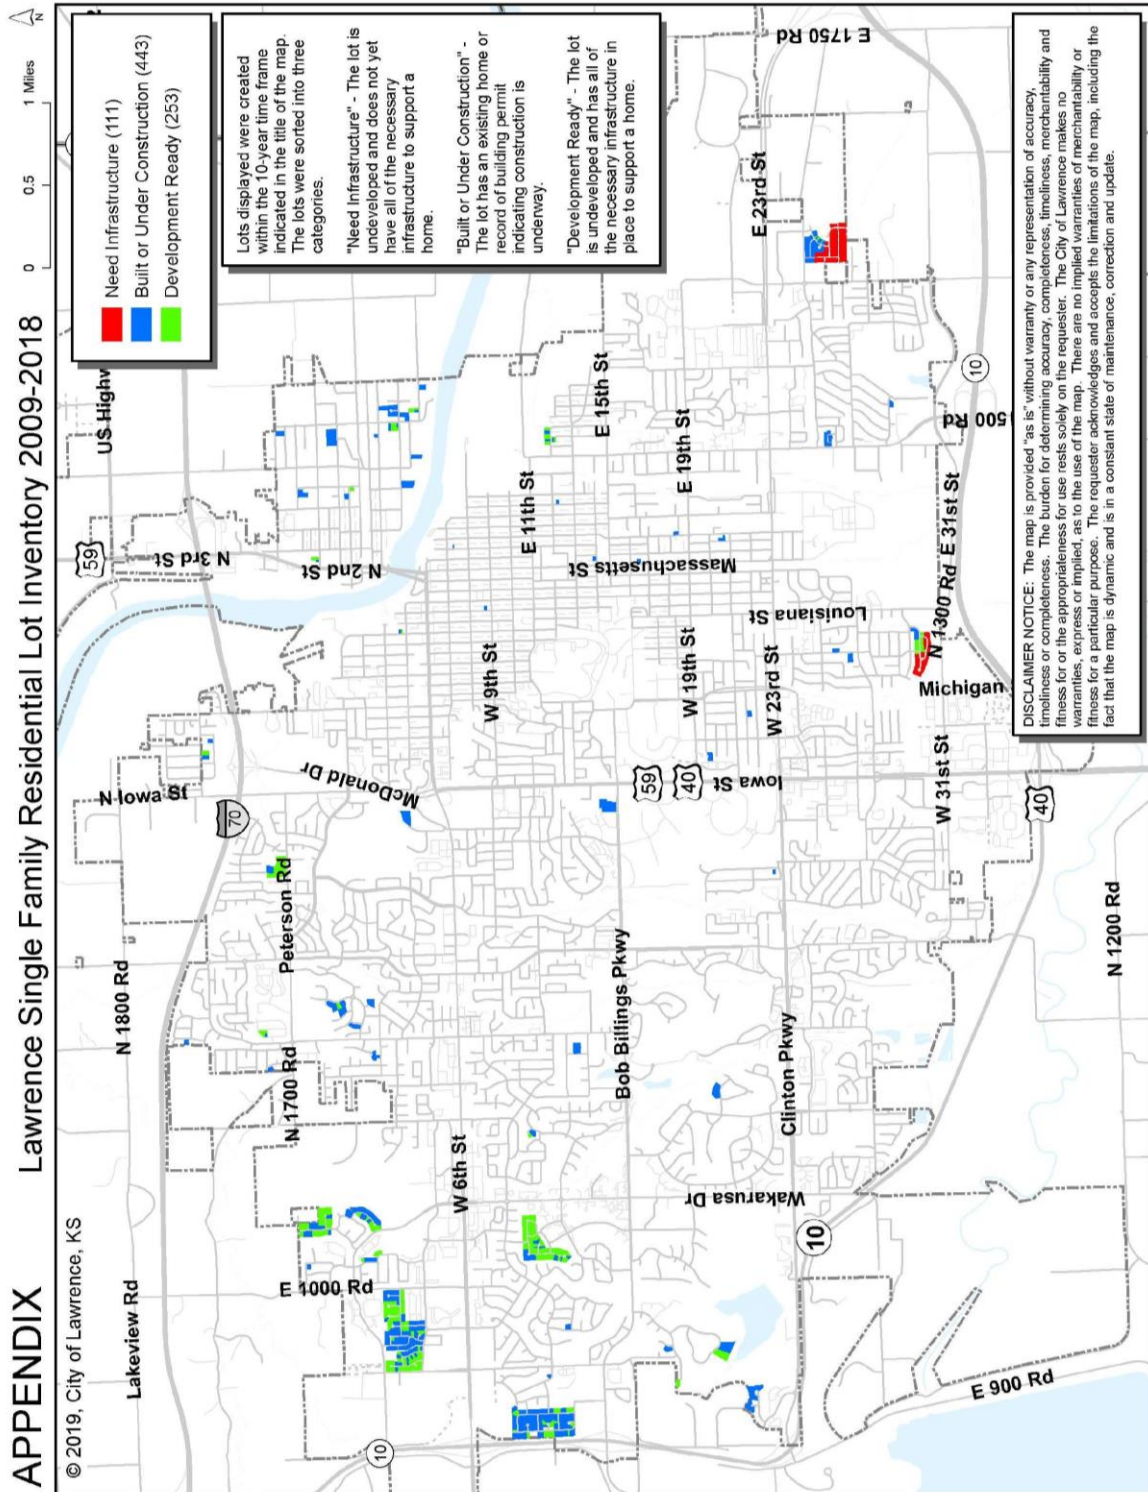 APPENDIX
Lawrence Single Family Residential Lot Inventory 2009-2018
© 2019, City of Lawrence, KS
0
0.5
1 Miles
N
Need Infrastructure (111)
Built or Under Construction (443)
Development Ready (253)
Lots displayed were created
within the 10-year time frame
indicated in the title of the map.
The lots were sorted into three
categories.
"Need Infrastructure" - The lot is
undeveloped and does not yet
have all of the necessary
infrastructure to support a
home.
"Built or Under Construction" -
The lot has an existing home or
record of building permit
indicating construction is
underway.
"Development Ready" - The lot
is undeveloped and has all of
the necessary infrastructure in
place to support a home.
Lakeview Rd
N 1800 Rd
N Iowa St
US Highw
59
N 3rd St
70
N 2nd St
Peterson Rd
N 1700 Rd
McDonald Dr
E 1000 Rd
10
W 6th St
W 9th St
E 11th St
E 15th St
Massachusetts St
Bob Billings Pkwy
59
40
Iowa St
W 19th St
E 19th St
Louisiana St
W 23rd St
E 23rd St
E 1750 Rd
Wakarusa Dr
Clinton Pkwy
10
Michigan
N 1300 Rd
E 31st St
W 31st St
500 Rd
10
40
E 900 Rd
N 1200 Rd
DISCLAIMER NOTICE: The map is provided "as is" without warranty or any representation of accuracy,
timeliness or completeness. The burden for determining accuracy, completeness, timeliness, merchantability and
fitness for or the appropriateness for use rests solely on the requester. The City of Lawrence makes no
warranties, express or implied, as to the use of the map. There are no implied warranties of merchantability or
fitness for a particular purpose. The requester acknowledges and accepts the limitations of the map, including the
fact that the map is dynamic and is in a constant state of maintenance, correction and update.